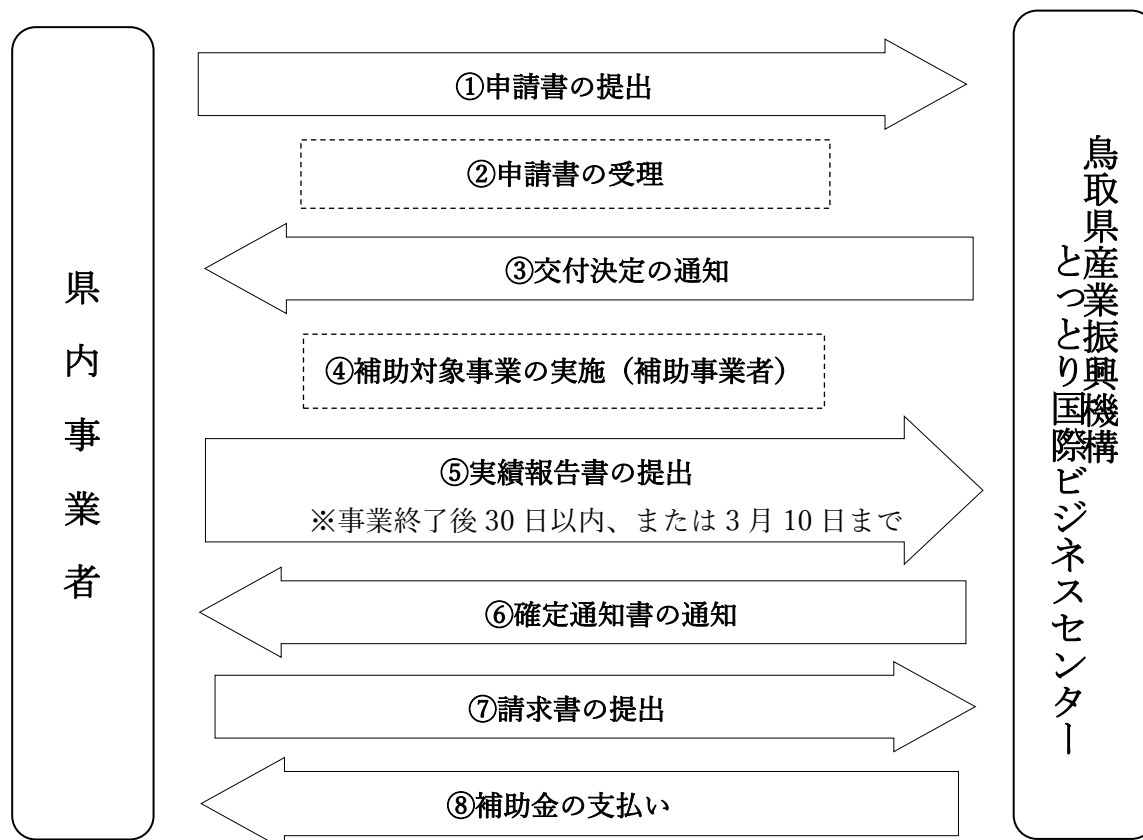 県内事業者
①申請書の提出
②申請書の受理
③交付決定の通知
④補助対象事業の実施（補助事業者）
⑤実績報告書の提出
※事業終了後 30 日以内、または 3 月 10 日まで
⑥確定通知書の通知
⑦請求書の提出
⑧補助金の支払い
鳥取県産業振興機構
とっとり国際ビジネスセンター